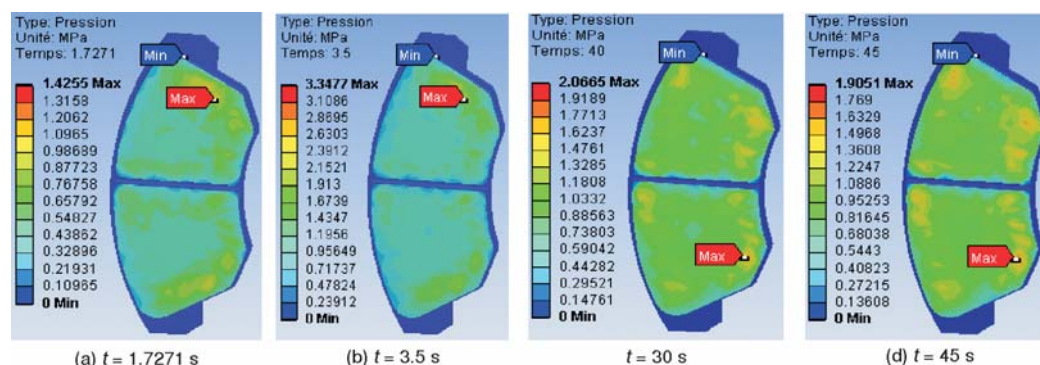 Type: Pression
Unité: MPa
Temps: 1.7271
1.4255 Max
1.3158
1.2062
1.0965
0.98689
0.87723
0.76758
0.65792
0.54827
0.43862
0.32896
0.21931
0.10965
0 Min
Min
Max
(a) t = 1.7271 s
Type: Pression
Unité: MPa
Temps: 3.5
3.3477 Max
3.1086
2.8695
2.6303
2.3912
2.1521
1.913
1.6739
1.4347
1.1956
0.95649
0.71737
0.47824
0.23912
0 Min
Min
Max
(b) t = 3.5 s
Type: Pression
Unité: MPa
Temps: 40
2.0665 Max
1.9189
1.7713
1.6237
1.4761
1.3285
1.1808
1.0332
0.88563
0.73803
0.59042
0.44282
0.29521
0.14761
0 Min
Min
Max
t = 30 s
Type: Pression
Unité: MPa
Temps: 45
1.9051 Max
1.769
1.6329
1.4968
1.3608
1.2247
1.0886
0.95253
0.81645
0.68038
0.5443
0.40823
0.27215
0.13608
0 Min
Min
Max
(d) t = 45 s